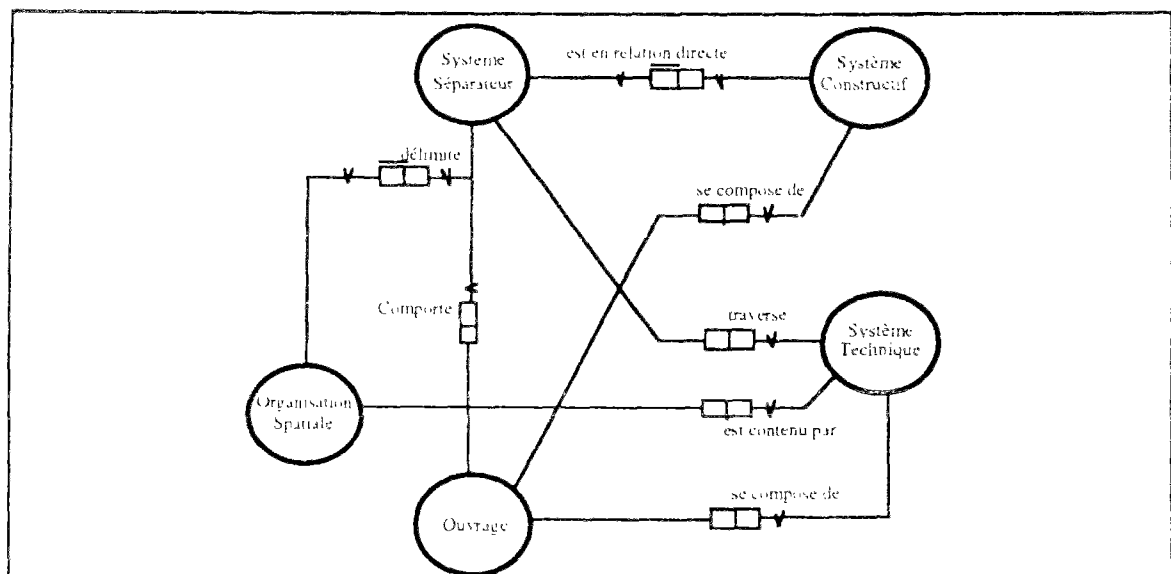 Système
Séparateur
est en relation directe
Système
Constructif
délimite
se compose de
Comporte
traverse
Système
Technique
Organisation
Spatiale
est contenu par
se compose de
Ouvrage